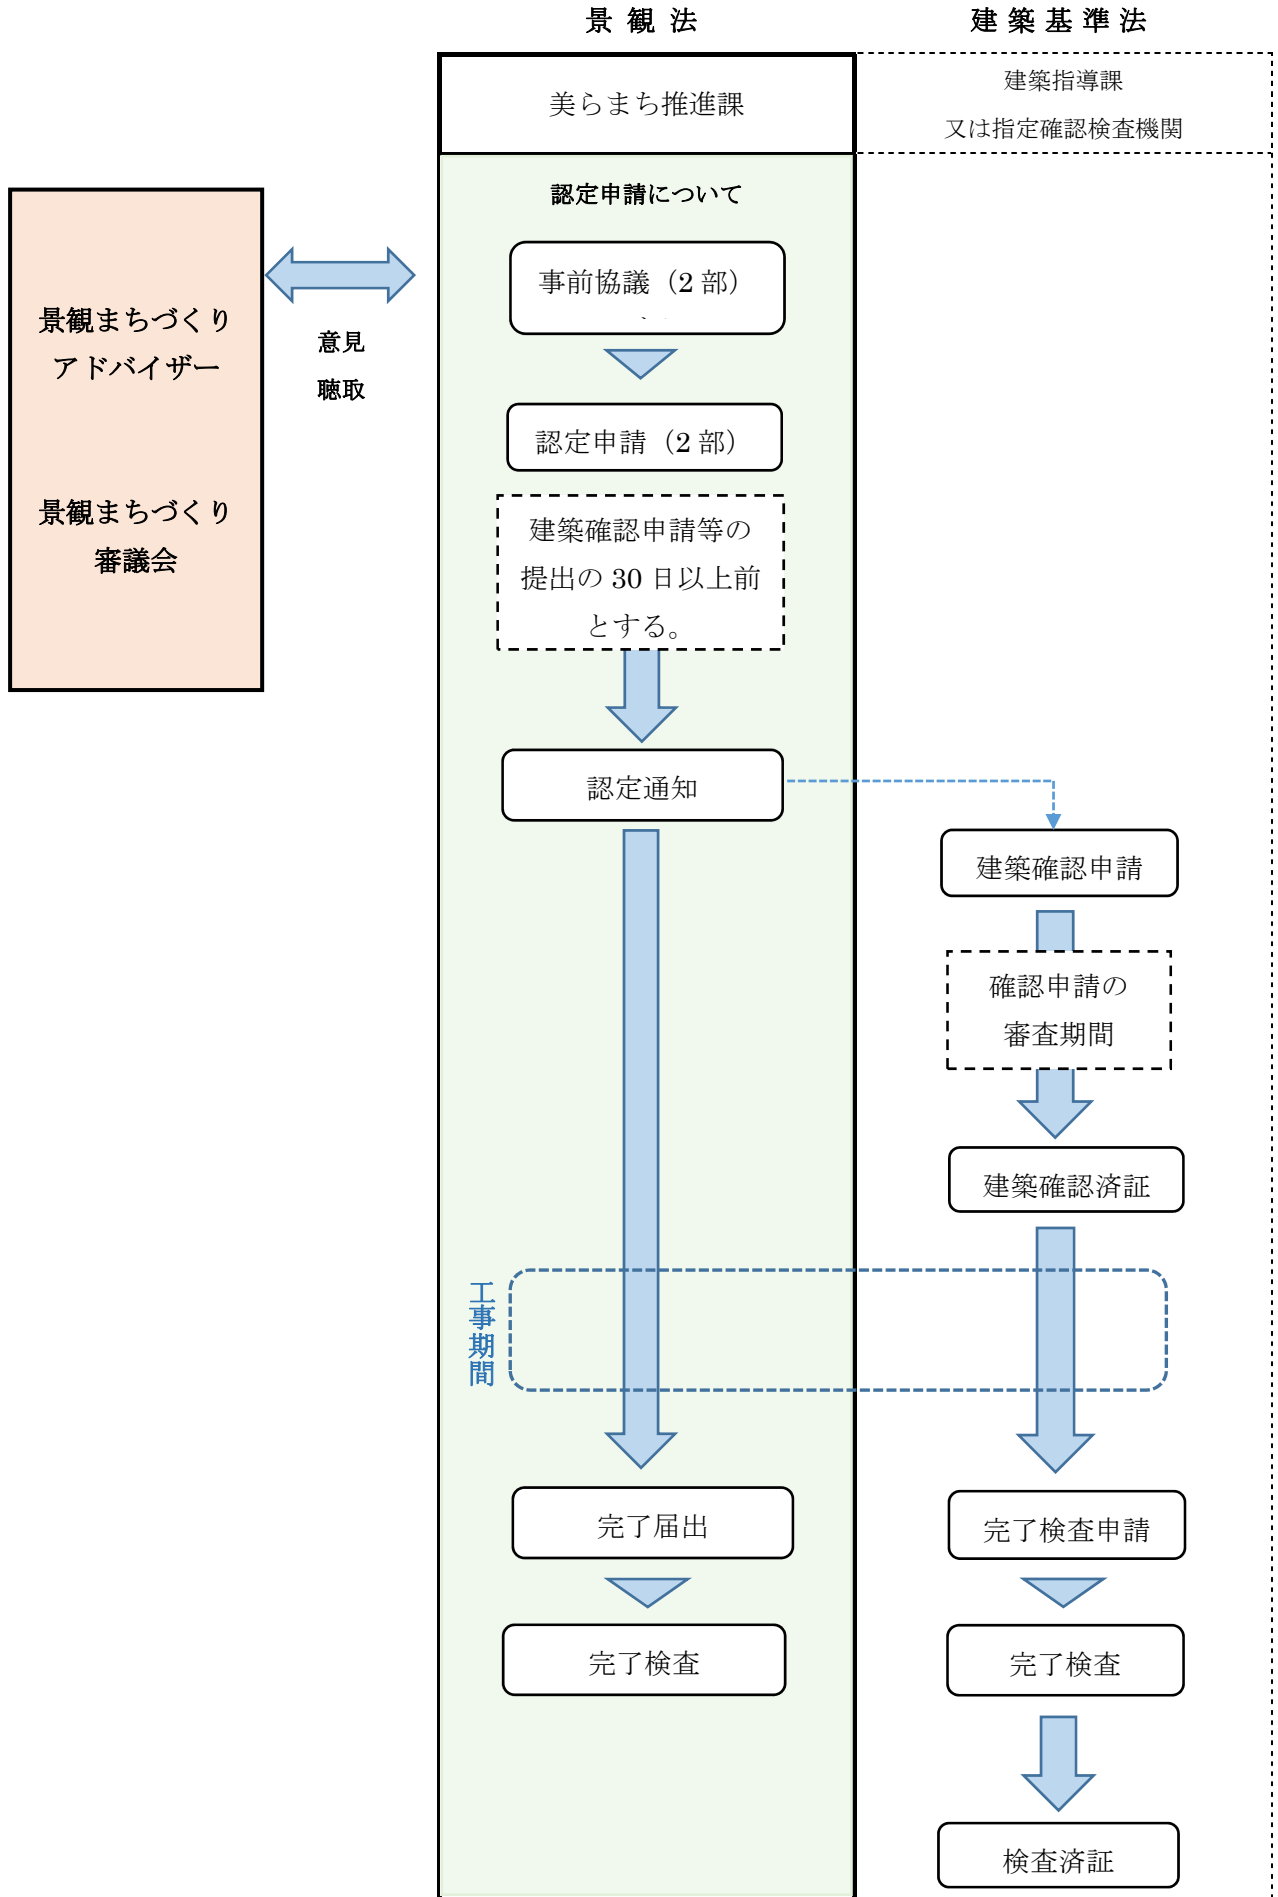 景観法
建築基準法
美らまち推進課
建築指導課
又は指定確認検査機関
認定申請について
事前協議（2 部）
景観まちづくり
アドバイザー
意見
聴取
認定申請（2 部）
景観まちづくり
審議会
建築確認申請等の
提出の 30 日以上前
とする。
認定通知
建築確認申請
確認申請の
審査期間
建築確認済証
工事期間
完了届出
完了検査申請
完了検査
完了検査
検査済証